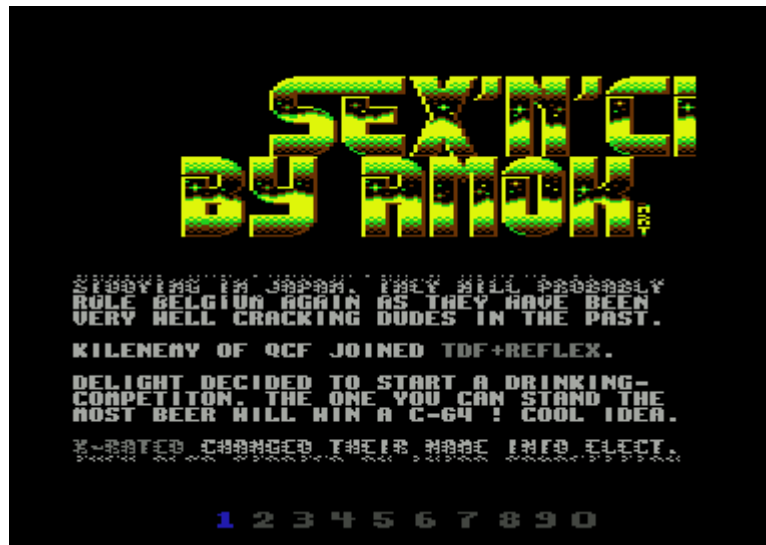 SEX'N'CI
BY AMOK
STUDYING IN JAPAN. THEY WILL PROBABLY
RULE BELGIUM AGAIN AS THEY HAVE BEEN
VERY WELL CRACKING DUDES IN THE PAST.
KILENEMY OF QCF JOINED TDF+REFLEX.
DELIGHT DECIDED TO START A DRINKING-
COMPETITON. THE ONE YOU CAN STAND THE
MOST BEER WILL WIN A C-64 ! COOL IDEA.
X-RATED CHANGED THEIR NAME INTO ELECT.
1 2 3 4 5 6 7 8 9 0